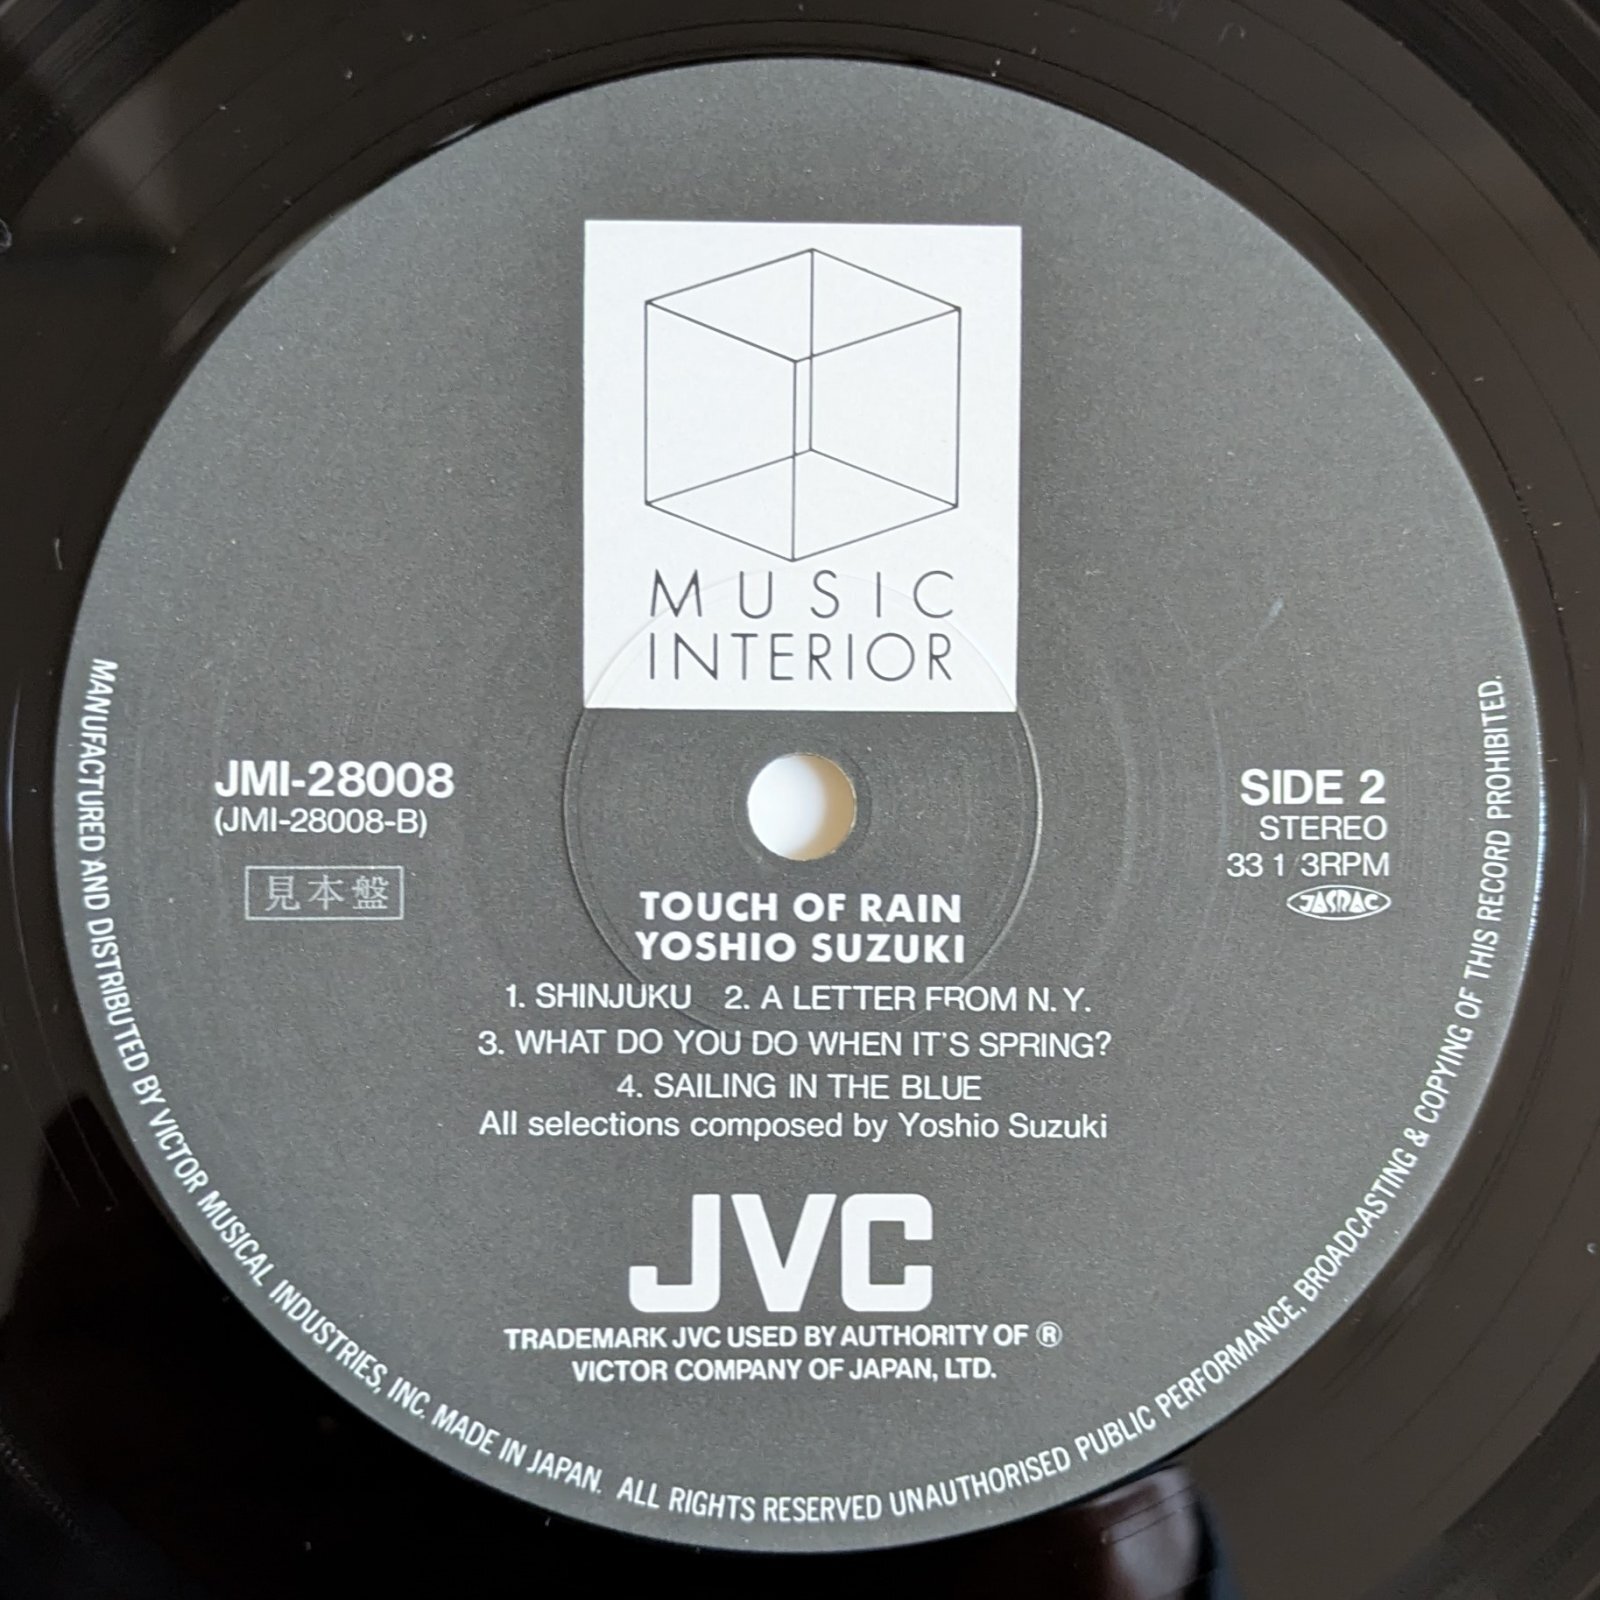 MUSIC
INTERIOR
JMI-28008
(JMI-28008-B)
見本盤
SIDE 2
STEREO
33 1/3RPM
JASRAC
TOUCH OF RAIN
YOSHIO SUZUKI
1. SHINJUKU 2. A LETTER FROM N.Y.
3. WHAT DO YOU DO WHEN IT'S SPRING?
4. SAILING IN THE BLUE
All selections composed by Yoshio Suzuki
JVC
TRADEMARK JVC USED BY AUTHORITY OF ®
VICTOR COMPANY OF JAPAN, LTD.
MANUFACTURED AND DISTRIBUTED BY VICTOR MUSICAL INDUSTRIES, INC. MADE IN JAPAN. ALL RIGHTS RESERVED UNAUTHORISED PUBLIC PERFORMANCE, BROADCASTING & COPYING OF THIS RECORD PROHIBITED.